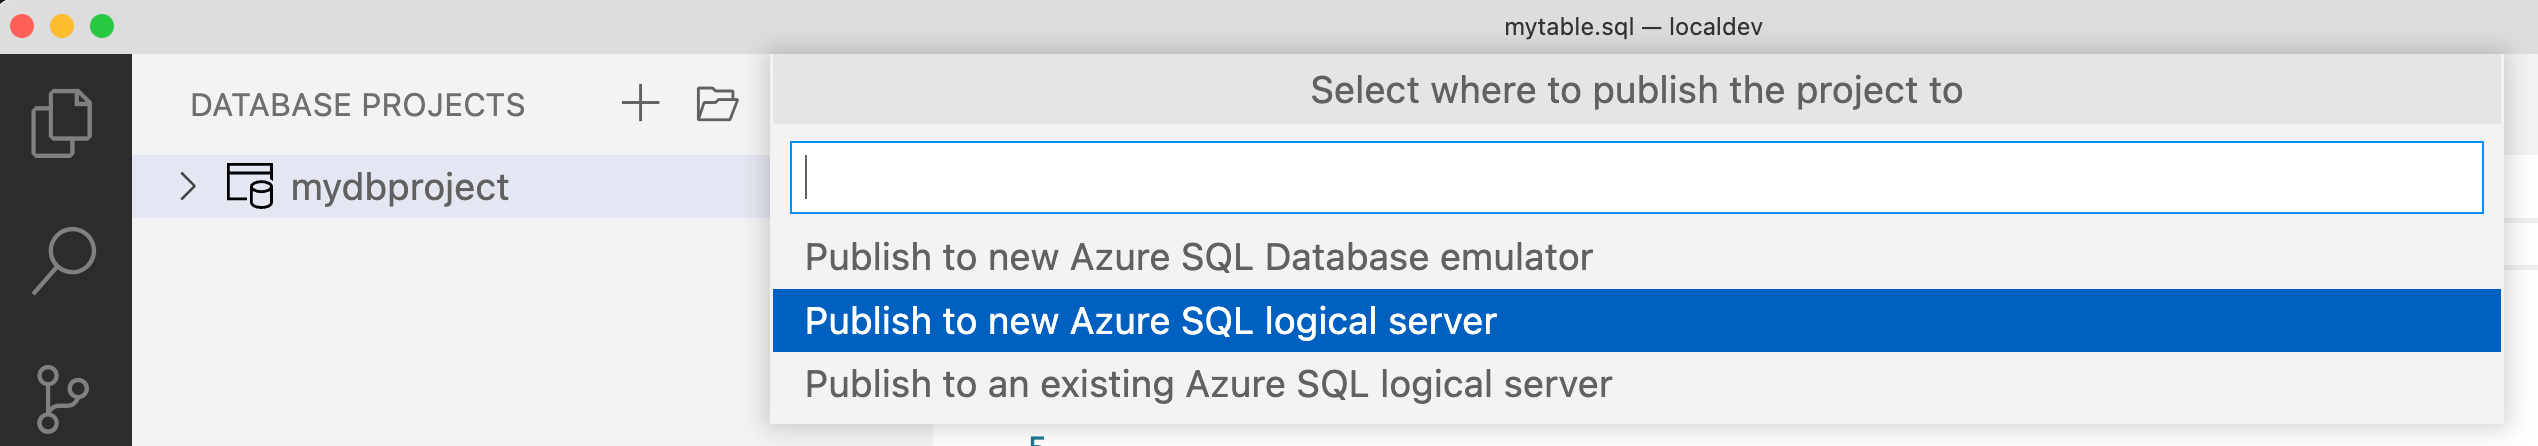 mytable.sql — localdev
DATABASE PROJECTS
mydbproject
Select where to publish the project to
Publish to new Azure SQL Database emulator
Publish to new Azure SQL logical server
Publish to an existing Azure SQL logical server